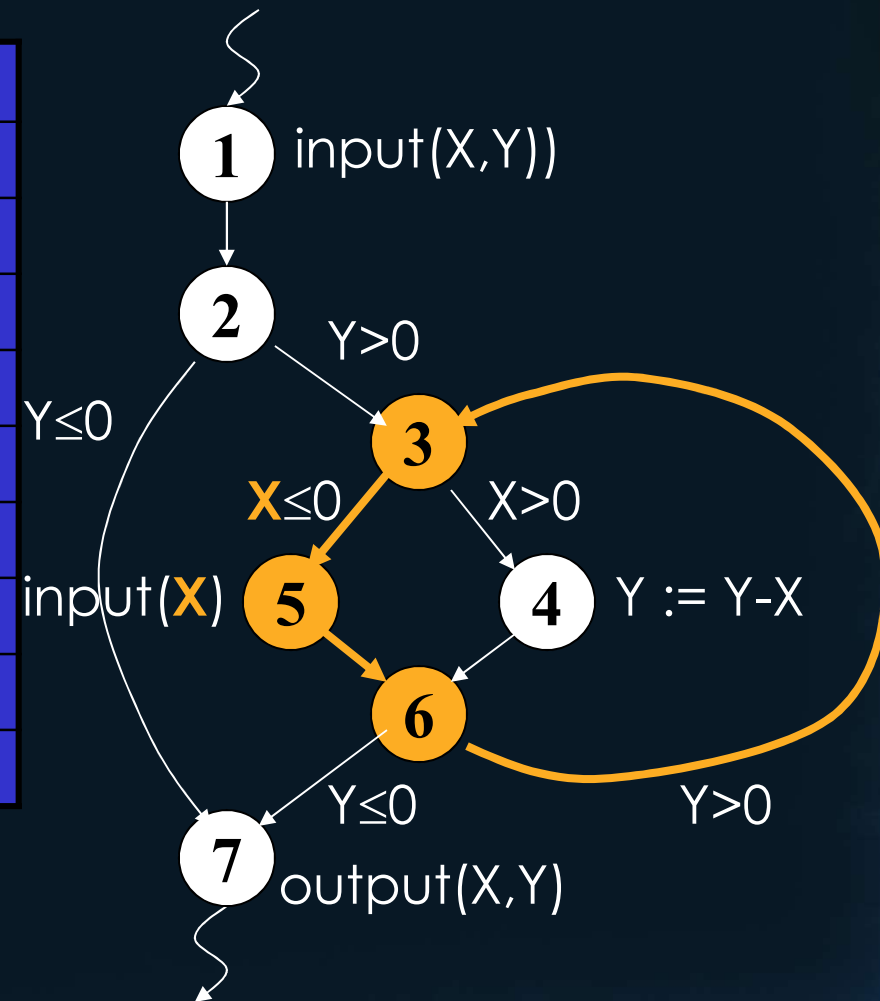 1 input(X,Y))
2
Y>0
Y≤0
3
X≤0 X>0
input(X) 5 4 Y := Y-X
6
Y≤0 Y>0
7
output(X,Y)